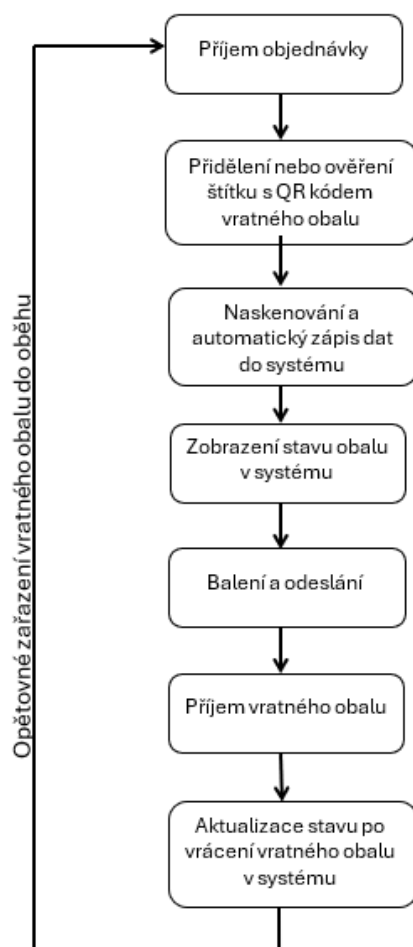 Příjem objednávky
Přidělení nebo ověření
štítku s QR kódem
vratného obalu
Naskenování a
automatický zápis dat
do systému
Zobrazení stavu obalu
v systému
Balení a odeslání
Příjem vratného obalu
Aktualizace stavu po
vrácení vratného obalu
v systému
Opětovné zařazení vratného obalu do oběhu